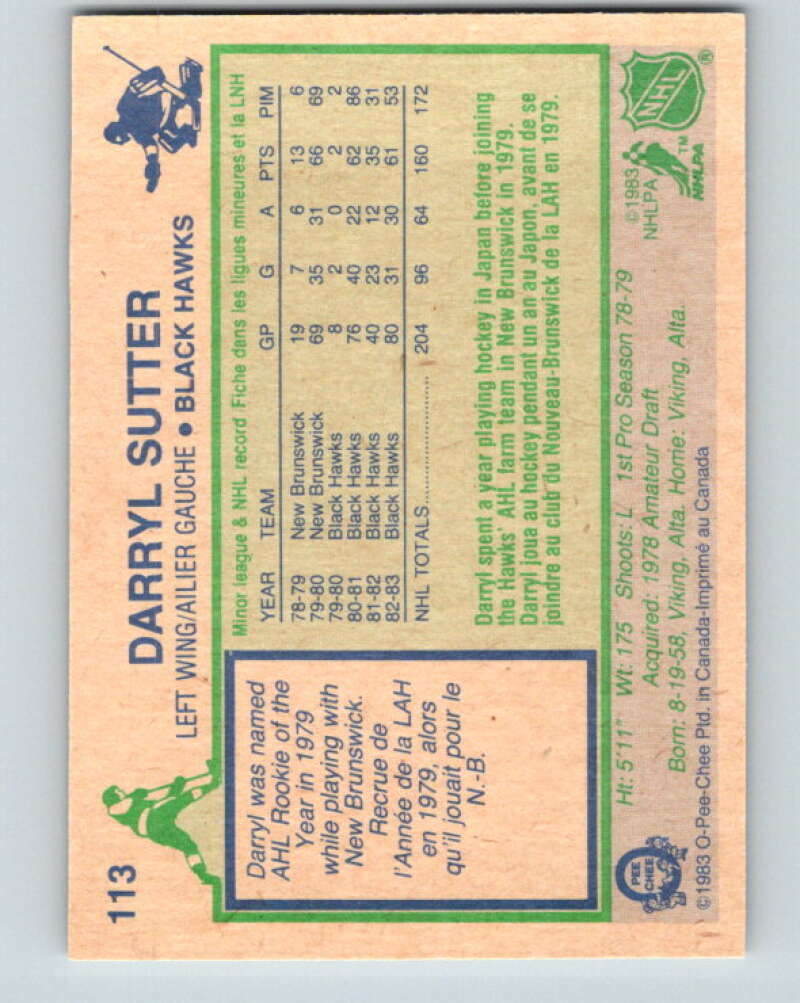 113
DARRYL SUTTER
LEFT WING/AILIER GAUCHE • BLACK HAWKS
Darryl was named
AHL Rookie of the
Year in 1979
while playing with
New Brunswick.
Recrue de
l'Année de la LAH
en 1979, alors
qu'il jouait pour le
N.-B.
Minor league & NHL record Fiche dans les ligues mineures et la LNH
YEAR TEAM GP G A PTS PIM
78-79 New Brunswick 19 7 6 13 6
79-80 New Brunswick 69 35 31 66 69
79-80 Black Hawks 8 2 0 2 2
80-81 Black Hawks 76 40 22 62 86
81-82 Black Hawks 40 23 12 35 31
82-83 Black Hawks 80 31 30 61 53
NHL TOTALS.................... 204 96 64 160 172
Darryl spent a year playing hockey in Japan before joining
the Hawks' AHL farm team in New Brunswick in 1979.
Darryl joua au hockey pendant un an au Japon, avant de se
joindre au club du Nouveau-Brunswick de la LAH en 1979.
Ht: 5'11" Wt: 175 Shoots: L 1st Pro Season 78-79
Acquired: 1978 Amateur Draft
Born: 8-19-58, Viking, Alta. Home: Viking, Alta.
©1983 O-Pee-Chee Ptd. in Canada-Imprimé au Canada
O
PEE
CHEE
©1983
NHLPA
NHLPA
TM
NHL
®